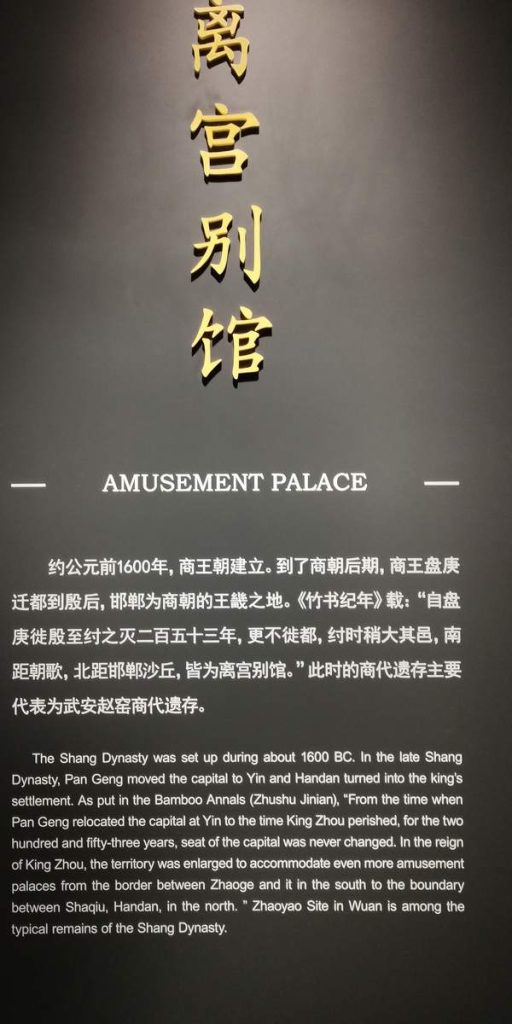 离宫别馆
AMUSEMENT PALACE
约公元前1600年，商王朝建立。到了商朝后期，商王盘庚
迁都到殷后，邯郸为商朝的王畿之地。《竹书纪年》载：“自盘
庚徙殷至纣之灭二百五十三年，更不徙都，纣时稍大其邑，南
距朝歌，北距邯郸沙丘，皆为离宫别馆。”此时的商代遗存主要
代表为武安赵窑商代遗存。
The Shang Dynasty was set up during about 1600 BC. In the late Shang
Dynasty, Pan Geng moved the capital to Yin and Handan turned into the king's
settlement. As put in the Bamboo Annals (Zhushu Jinian), “From the time when
Pan Geng relocated the capital at Yin to the time King Zhou perished, for the two
hundred and fifty-three years, seat of the capital was never changed. In the reign
of King Zhou, the territory was enlarged to accommodate even more amusement
palaces from the border between Zhaoge and it in the south to the boundary
between Shaqiu, Handan, in the north. ” Zhaoyao Site in Wuan is among the
typical remains of the Shang Dynasty.